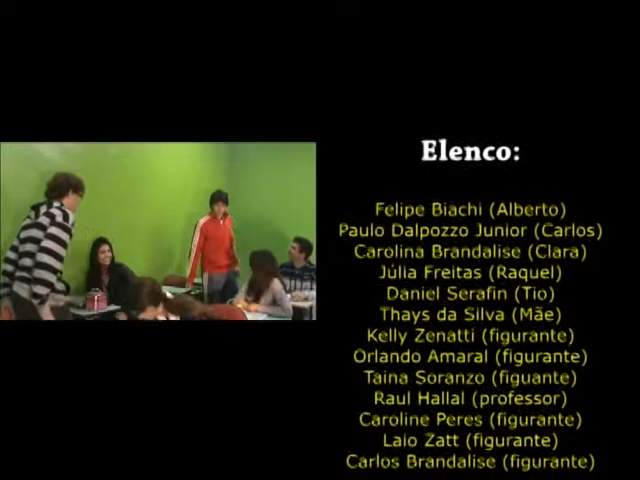 Elenco:
Felipe Biachi (Alberto)
Paulo Dalpozzo Junior (Carlos)
Carolina Brandalise (Clara)
Júlia Freitas (Raquel)
Daniel Serafin (Tio)
Thays da Silva (Mãe)
Kelly Zenatti (figurante)
Orlando Amaral (figurante)
Taina Soranzo (figuante)
Raul Hallal (professor)
Caroline Peres (figurante)
Laio Zatt (figurante)
Carlos Brandalise (figurante)